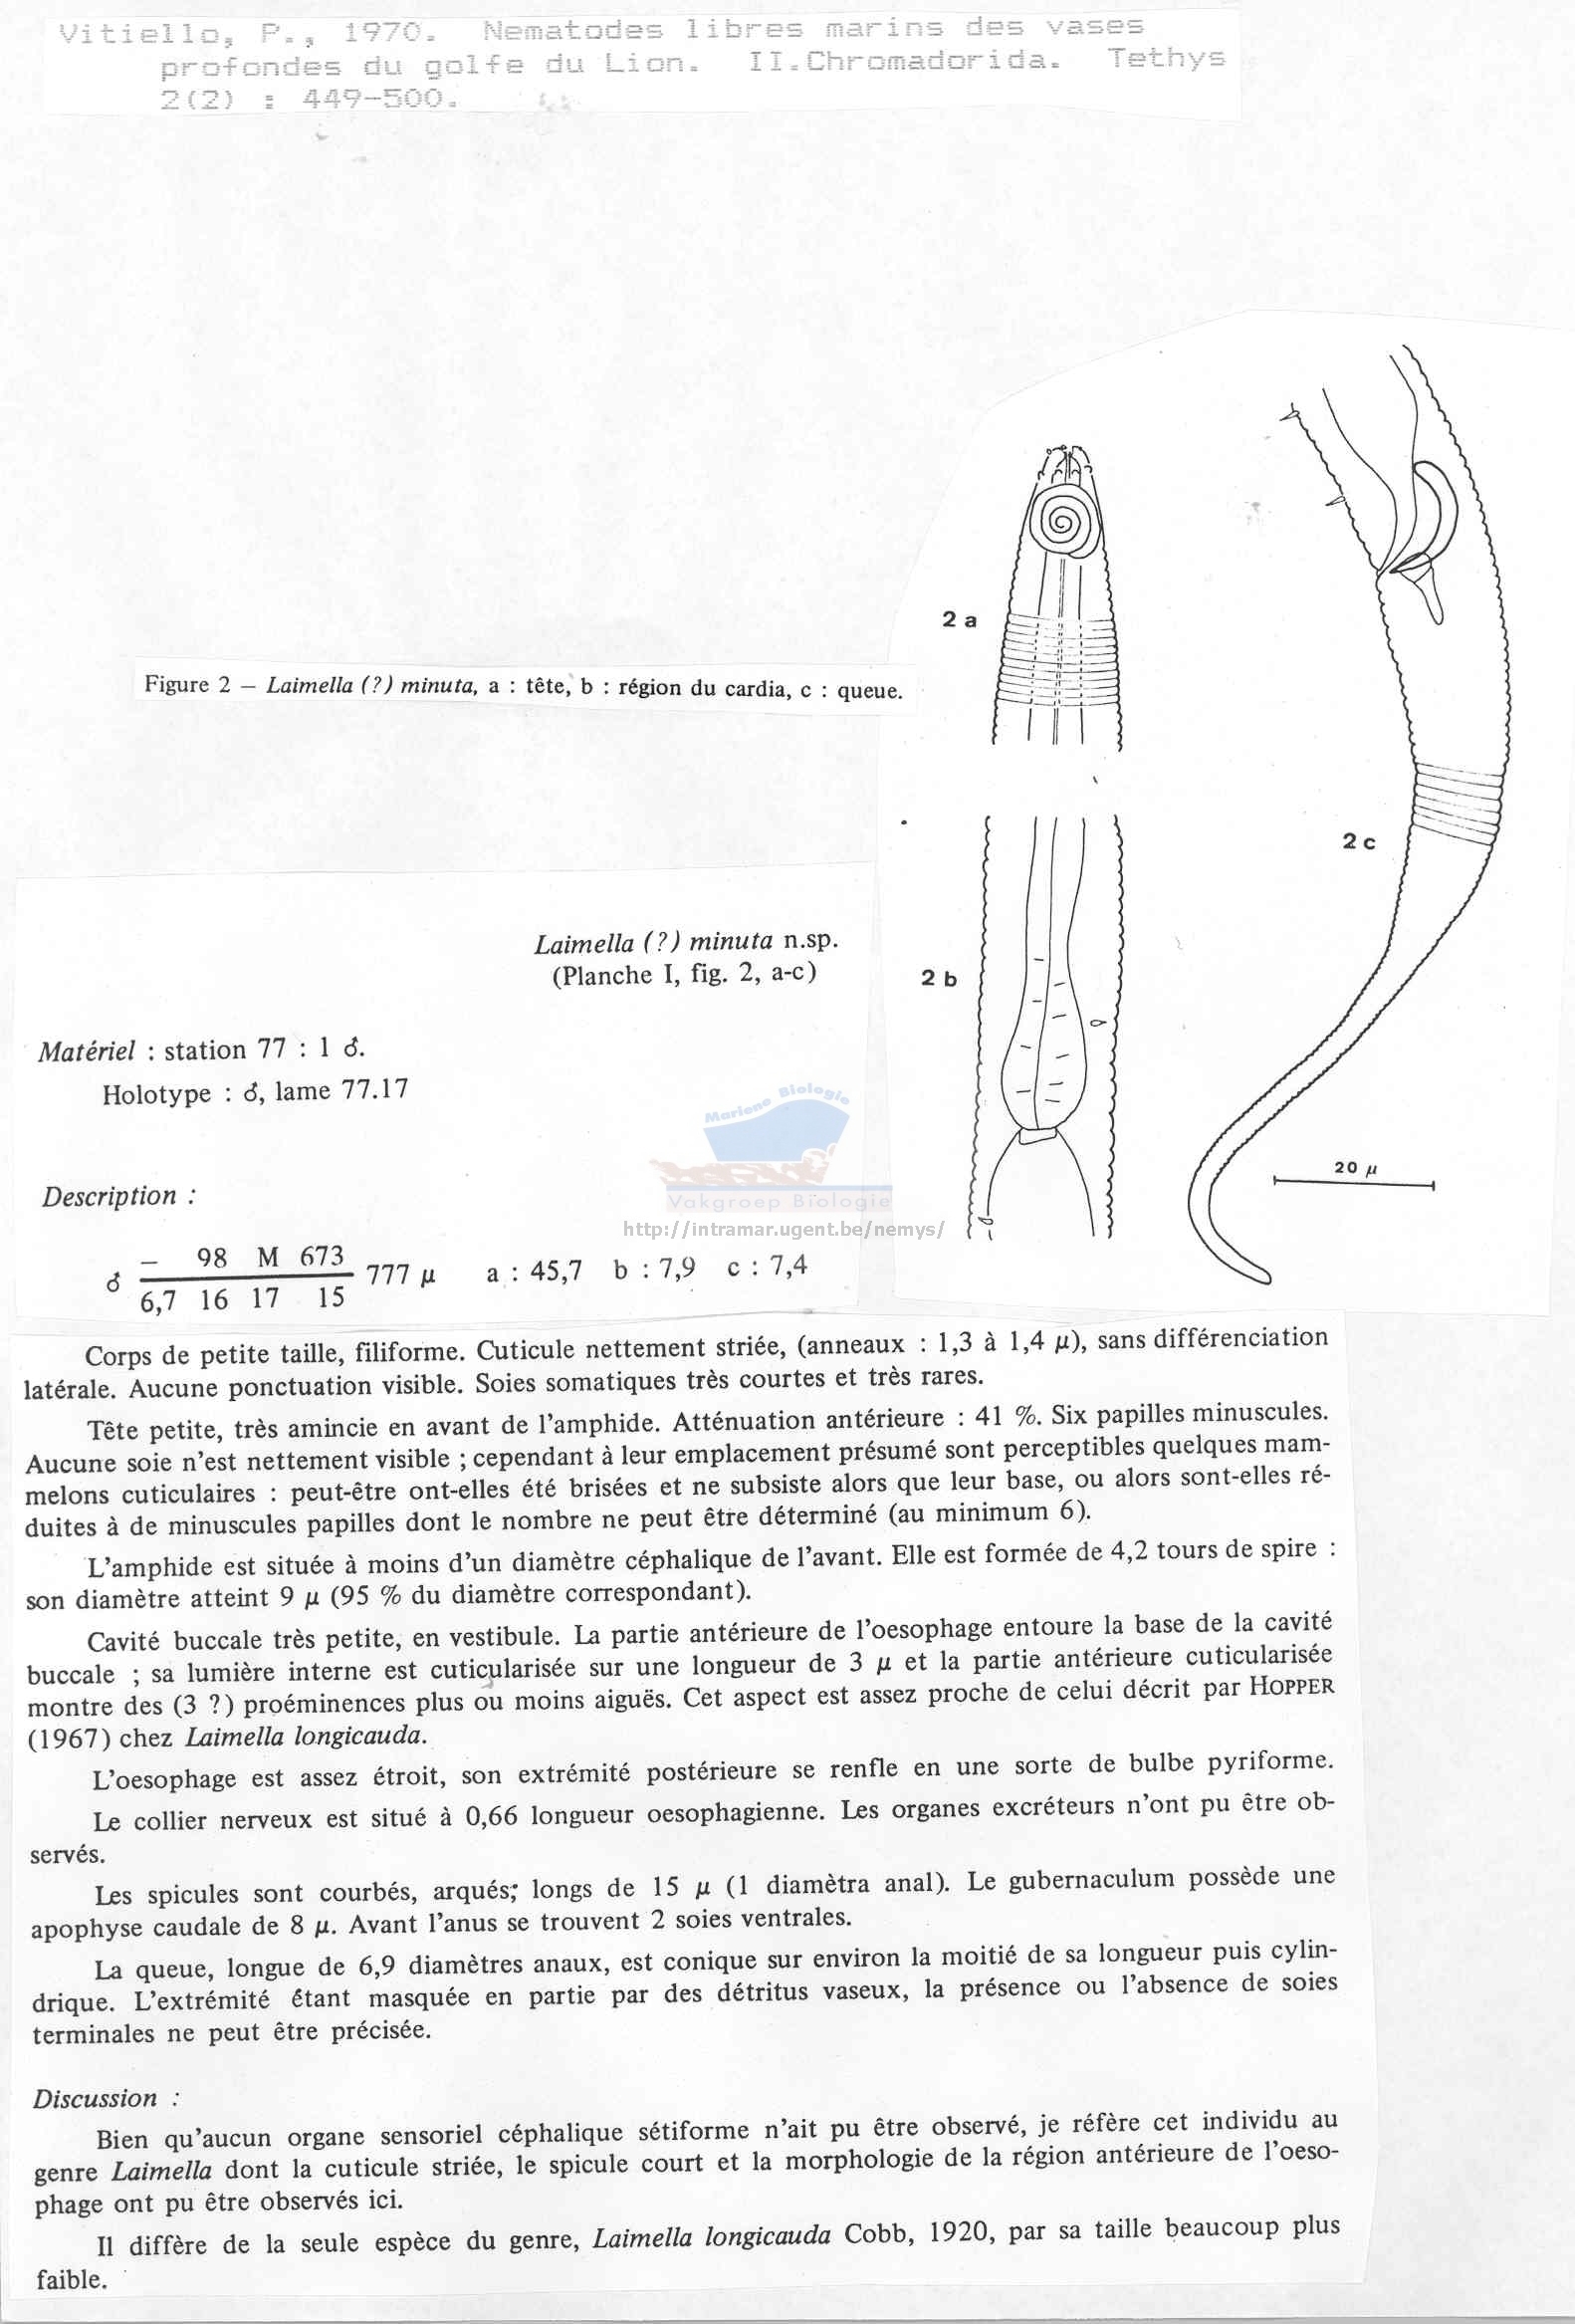 Vitiello, P., 1970. Nematodes libres marins des vases
profondes du golfe du Lion. II.Chromadorida. Tethys
2(2) : 449-500.
2 a
Figure 2 — Laimella (?) minuta, a : tête, b : région du cardia, c : queue.
2 c
Laimella (?) minuta n.sp.
(Planche I, fig. 2, a-c)
2 b
Matériel : station 77 : 1 ♂.
Holotype : ♂, lame 77.17
Mariene Biologie
20 μ
Description :
Vakgroep Biologie
http://intramar.ugent.be/nemys/
– 98 M 673
♂ 777 μ a : 45,7 b : 7,9 c : 7,4
6,7 16 17 15
Corps de petite taille, filiforme. Cuticule nettement striée, (anneaux : 1,3 à 1,4 μ), sans différenciation
latérale. Aucune ponctuation visible. Soies somatiques très courtes et très rares.
Tête petite, très amincie en avant de l'amphide. Atténuation antérieure : 41 %. Six papilles minuscules.
Aucune soie n'est nettement visible ; cependant à leur emplacement présumé sont perceptibles quelques mam-
melons cuticulaires : peut-être ont-elles été brisées et ne subsiste alors que leur base, ou alors sont-elles ré-
duites à de minuscules papilles dont le nombre ne peut être déterminé (au minimum 6).
L'amphide est située à moins d'un diamètre céphalique de l'avant. Elle est formée de 4,2 tours de spire :
son diamètre atteint 9 μ (95 % du diamètre correspondant).
Cavité buccale très petite, en vestibule. La partie antérieure de l'oesophage entoure la base de la cavité
buccale ; sa lumière interne est cuticularisée sur une longueur de 3 μ et la partie antérieure cuticularisée
montre des (3 ?) proéminences plus ou moins aiguës. Cet aspect est assez proche de celui décrit par HOPPER
(1967) chez Laimella longicauda.
L'oesophage est assez étroit, son extrémité postérieure se renfle en une sorte de bulbe pyriforme.
Le collier nerveux est situé à 0,66 longueur oesophagienne. Les organes excréteurs n'ont pu être ob-
servés.
Les spicules sont courbés, arqués; longs de 15 μ (1 diamètra anal). Le gubernaculum possède une
apophyse caudale de 8 μ. Avant l'anus se trouvent 2 soies ventrales.
La queue, longue de 6,9 diamètres anaux, est conique sur environ la moitié de sa longueur puis cylin-
drique. L'extrémité étant masquée en partie par des détritus vaseux, la présence ou l'absence de soies
terminales ne peut être précisée.
Discussion :
Bien qu'aucun organe sensoriel céphalique sétiforme n'ait pu être observé, je réfère cet individu au
genre Laimella dont la cuticule striée, le spicule court et la morphologie de la région antérieure de l'oeso-
phage ont pu être observés ici.
Il diffère de la seule espèce du genre, Laimella longicauda Cobb, 1920, par sa taille beaucoup plus
faible.